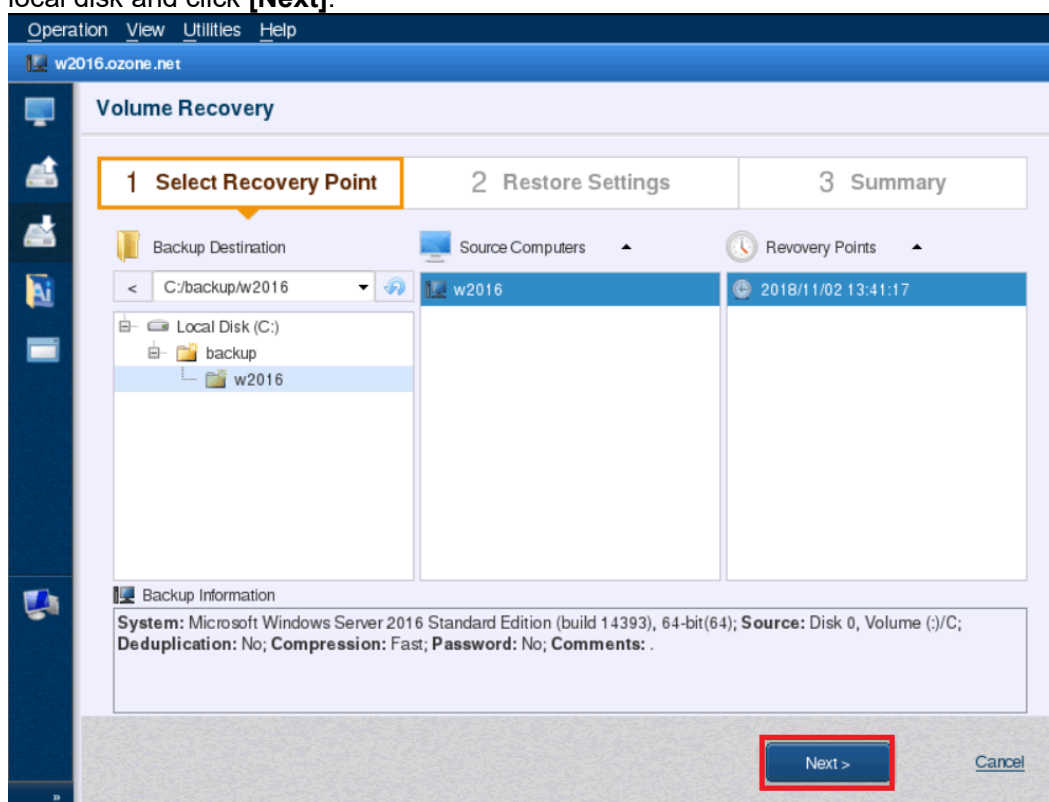 local disk and click [Next].
Operation View Utilities Help
w2016.ozone.net
Volume Recovery
1 Select Recovery Point
2 Restore Settings
3 Summary
Backup Destination
Source Computers
Revovery Points
< C:/backup/w2016
w2016
2018/11/02 13:41:17
Local Disk (C:)
backup
w2016
Backup Information
System: Microsoft Windows Server 2016 Standard Edition (build 14393), 64-bit(64); Source: Disk 0, Volume (:)/C;
Deduplication: No; Compression: Fast; Password: No; Comments: .
Next >
Cancel
»